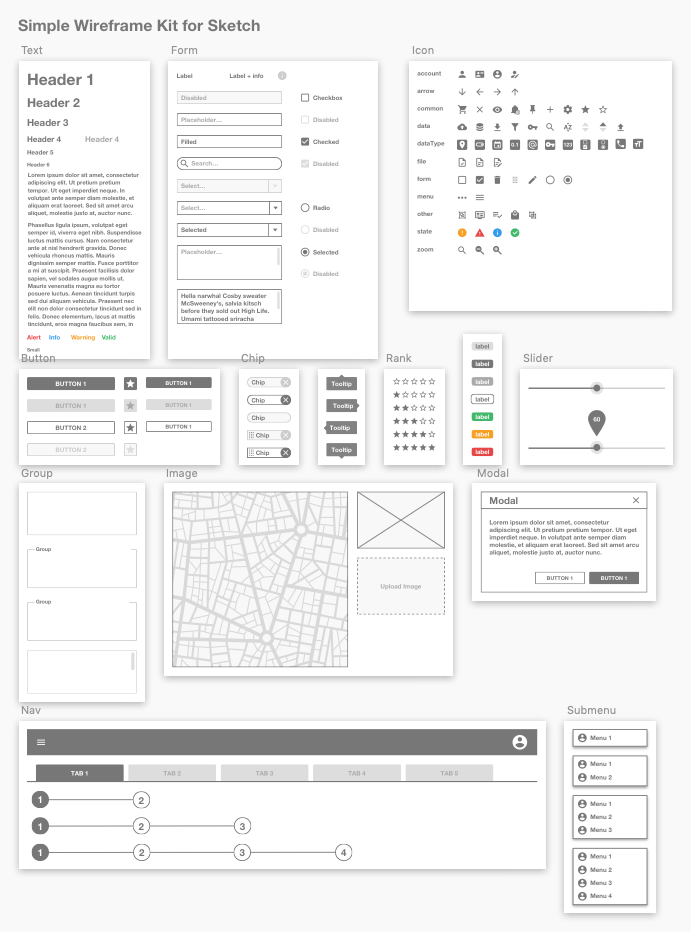 Simple Wireframe Kit for Sketch
Text
Header 1
Header 2
Header 3
Header 4 Header 4
Header 5
Header 6
Lorem ipsum dolor sit amet, consectetur
adipiscing elit. Ut pretium pretium
tempor. Ut eget imperdiet neque. In
volutpat ante semper diam molestie, et
aliquam erat laoreet. Sed sit amet arcu
aliquet, molestie justo at, auctor nunc.
Phasellus ligula ipsum, volutpat eget
semper id, viverra eget nibh. Suspendisse
luctus mattis cursus. Nam consectetur
ante at nisl hendrerit gravida. Donec
vehicula rhoncus mattis. Mauris
dignissim semper mattis. Fusce porttitor
a mi at suscipit. Praesent facilisis dolor
sapien, vel sodales augue mollis ut.
Mauris venenatis magna eu tortor
posuere luctus. Aenean tincidunt turpis
sed dui aliquam vehicula. Praesent nec
elit non dolor consectetur tincidunt sed in
felis. Donec elementum, lacus at mattis
tincidunt, eros magna faucibus sem, in
Alert Info Warning Valid
Small
Form
Label Label + info
Disabled
Placeholder...
Filled
Search...
Select...
Select...
Selected
Placeholder...
Hella narwhal Cosby sweater
McSweeney's, salvia kitsch
before they sold out High Life.
Umami tattooed sriracha
Checkbox
Disabled
Checked
Disabled
Radio
Disabled
Selected
Disabled
Icon
account
arrow
common
data
dataType
0.1
123
file
form
menu
other
state
zoom
Button
BUTTON 1 BUTTON 1
BUTTON 1 BUTTON 1
BUTTON 2 BUTTON 1
BUTTON 2
Chip
Chip
Chip
Chip
Chip
Chip
Tooltip
Tooltip
Tooltip
Tooltip
Rank
label
label
label
label
label
label
label
Slider
60
Group
Group
Group
Image
Upload Image
Modal
Modal
Lorem ipsum dolor sit amet, consectetur
adipiscing elit. Ut pretium pretium tempor. Ut eget
imperdiet neque. In volutpat ante semper diam
molestie, et aliquam erat laoreet. Sed sit amet arcu
aliquet, molestie justo at, auctor nunc.
BUTTON 1 BUTTON 1
Nav
TAB 1 TAB 2 TAB 3 TAB 4 TAB 5
1 2
1 2 3
1 2 3 4
Submenu
Menu 1
Menu 1
Menu 2
Menu 1
Menu 2
Menu 3
Menu 1
Menu 2
Menu 3
Menu 4